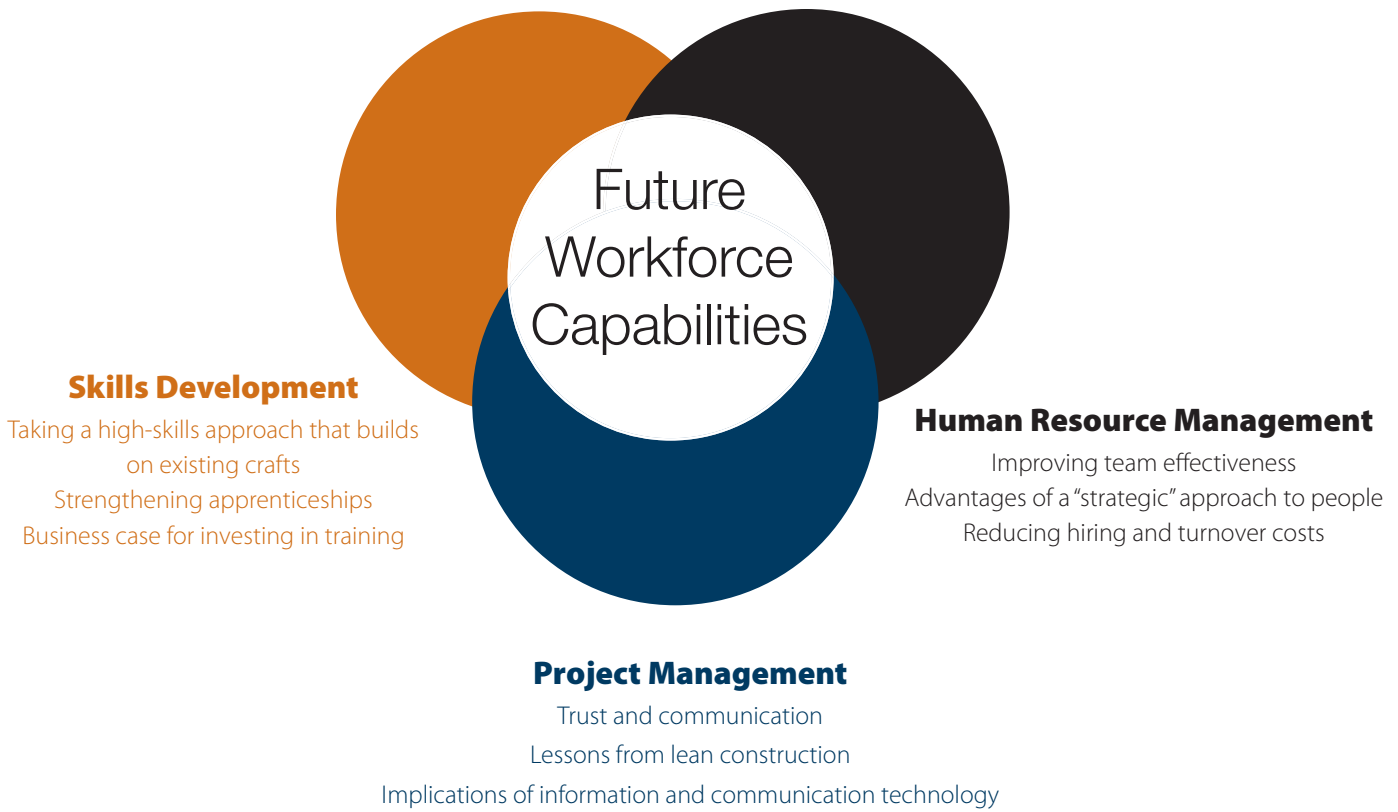 Future
Workforce
Capabilities
Skills Development
Taking a high-skills approach that builds
on existing crafts
Strengthening apprenticeships
Business case for investing in training
Human Resource Management
Improving team effectiveness
Advantages of a “strategic” approach to people
Reducing hiring and turnover costs
Project Management
Trust and communication
Lessons from lean construction
Implications of information and communication technology